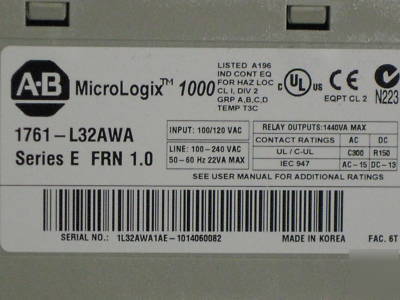 A-B
MicroLogix™ 1000
LISTED A196
IND CONT EQ
FOR HAZ LOC
CL I, DIV 2
GRP A,B,C,D
TEMP T3C
C UL US
CE
EQPT CL 2
N223
1761-L32AWA
Series E FRN 1.0
INPUT: 100/120 VAC
LINE: 100-240 VAC
50-60 Hz 22VA MAX
RELAY OUTPUTS:1440VA MAX
CONTACT RATINGS AC DC
UL / C-UL C300 R150
IEC 947 AC-15 DC-13
SEE USER MANUAL FOR ADDITIONAL RATINGS
SERIAL NO.: 1L32AWA1AE-1014060082 MADE IN KOREA FAC. 6T